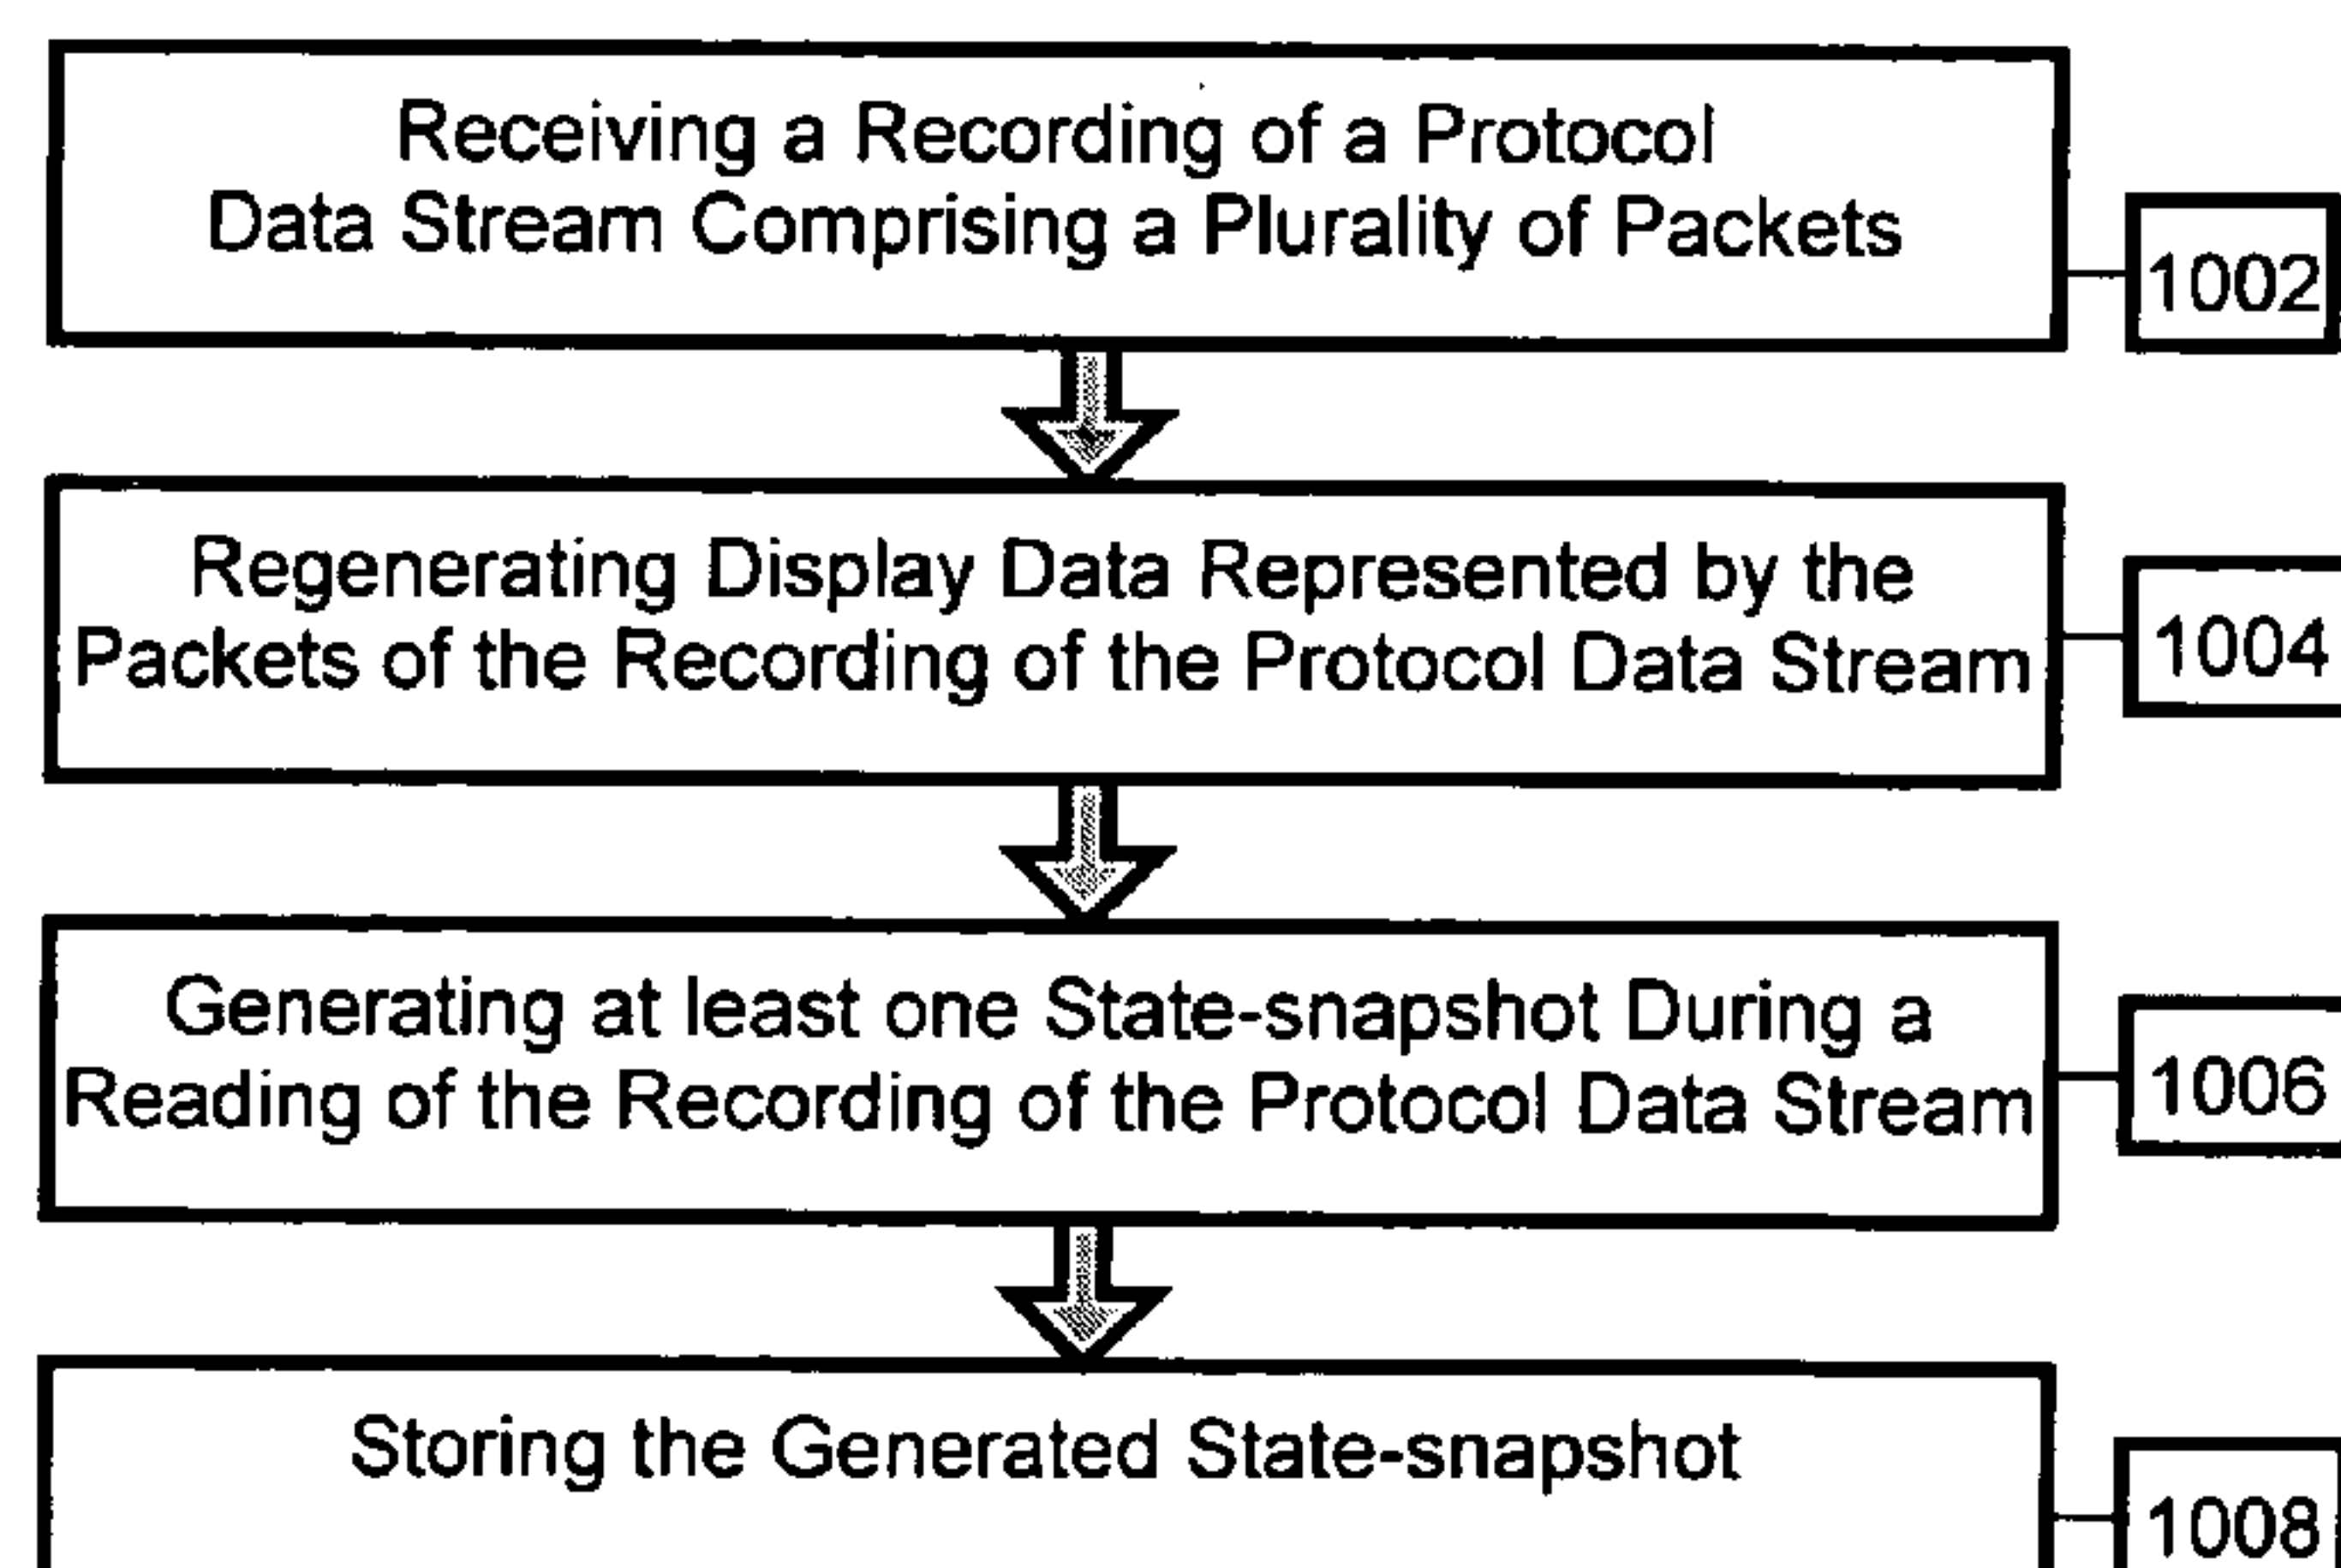 Receiving a Recording of a Protocol
Data Stream Comprising a Plurality of Packets
1002
Regenerating Display Data Represented by the
Packets of the Recording of the Protocol Data Stream
1004
Generating at least one State-snapshot During a
Reading of the Recording of the Protocol Data Stream
1006
Storing the Generated State-snapshot
1008